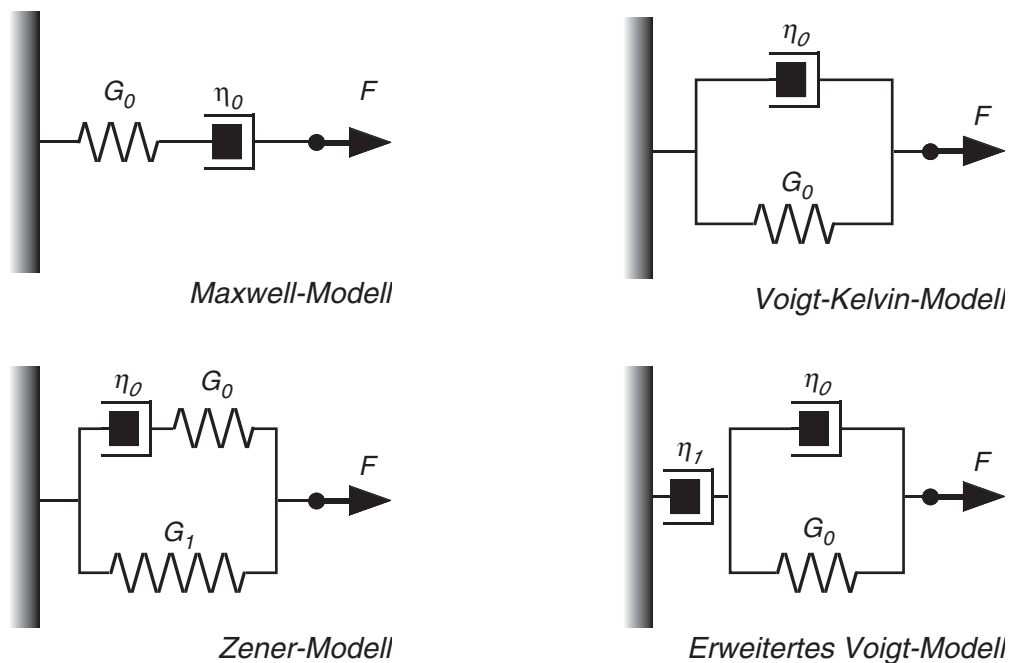 G₀ η₀ F
Maxwell-Modell
η₀
G₀ F
Voigt-Kelvin-Modell
η₀ G₀
F
G₁
Zener-Modell
η₀
η₁ F
G₀
Erweitertes Voigt-Modell